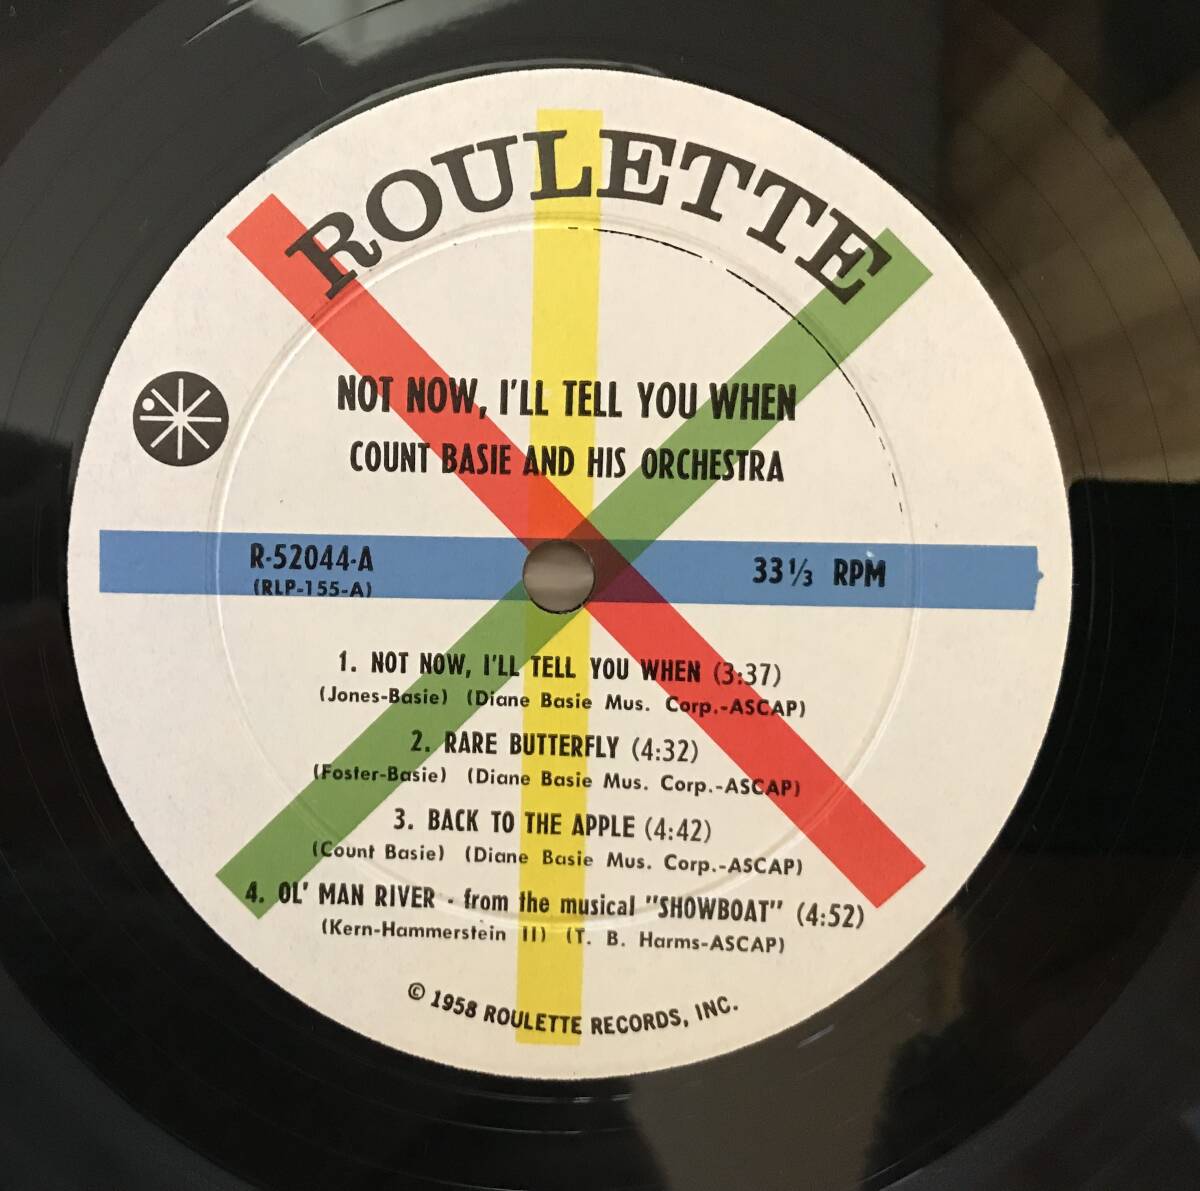 ROULETTE
NOT NOW, I'LL TELL YOU WHEN
COUNT BASIE AND HIS ORCHESTRA
R-52044-A
(RLP-155-A)
33 1/3 RPM
1. NOT NOW, I'LL TELL YOU WHEN (3:37)
(Jones-Basie) (Diane Basie Mus. Corp.-ASCAP)
2. RARE BUTTERFLY (4:32)
(Foster-Basie) (Diane Basie Mus. Corp.-ASCAP)
3. BACK TO THE APPLE (4:42)
(Count Basie) (Diane Basie Mus. Corp.-ASCAP)
4. OL' MAN RIVER - from the musical "SHOWBOAT" (4:52)
(Kern-Hammerstein II) (T. B. Harms-ASCAP)
© 1958 ROULETTE RECORDS, INC.